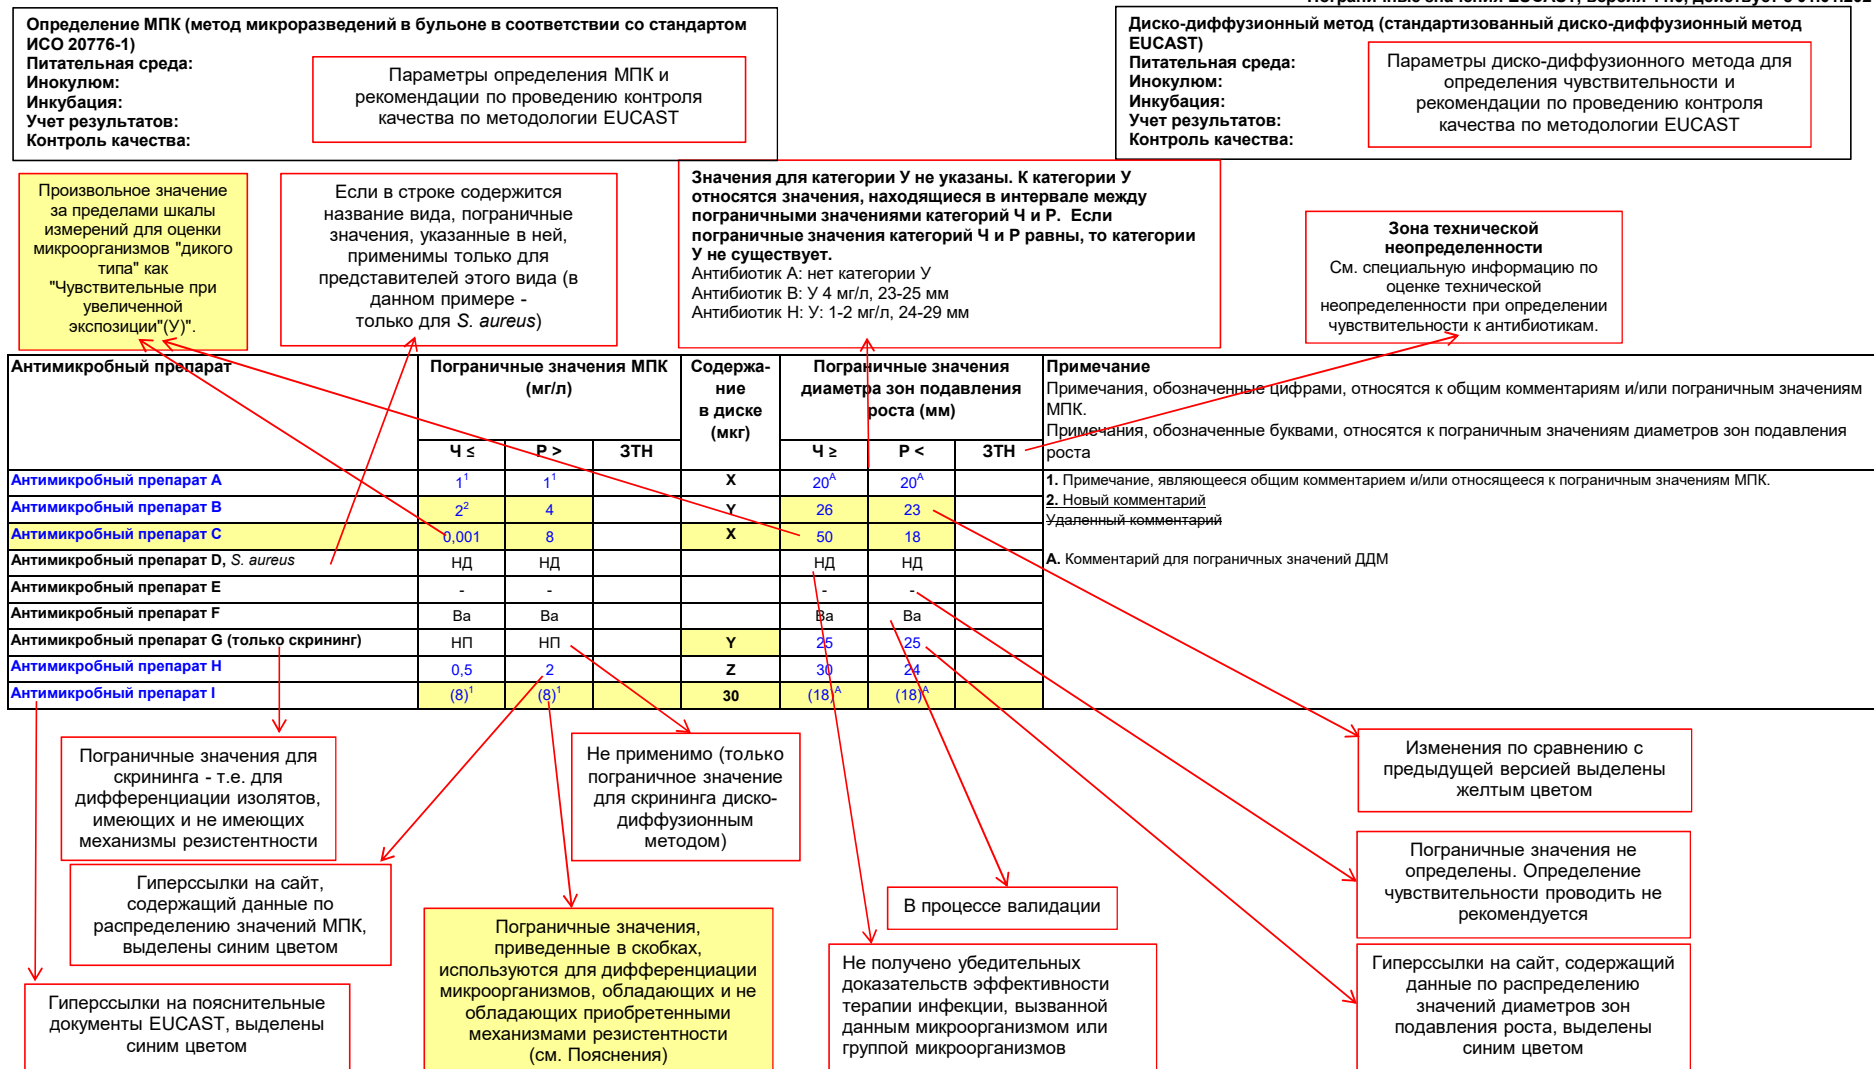 Определение МПК (метод микроразведений в бульоне в соответствии со стандартом
ИСО 20776-1)
Питательная среда:
Инокулюм:
Инкубация:
Учет результатов:
Контроль качества:
Параметры определения МПК и
рекомендации по проведению контроля
качества по методологии EUCAST
Диско-диффузионный метод (стандартизованный диско-диффузионный метод
EUCAST)
Питательная среда:
Инокулюм:
Инкубация:
Учет результатов:
Контроль качества:
Параметры диско-диффузионного метода для
определения чувствительности и
рекомендации по проведению контроля
качества по методологии EUCAST
Произвольное значение
за пределами шкалы
измерений для оценки
микроорганизмов "дикого
типа" как
"Чувствительные при
увеличенной
экспозиции"(У)".
Если в строке содержится
название вида, пограничные
значения, указанные в ней,
применимы только для
представителей этого вида (в
данном примере -
только для S. aureus)
Значения для категории У не указаны. К категории У
относятся значения, находящиеся в интервале между
пограничными значениями категорий Ч и Р. Если
пограничные значения категорий Ч и Р равны, то категории
У не существует.
Антибиотик А: нет категории У
Антибиотик В: У 4 мг/л, 23-25 мм
Антибиотик Н: У: 1-2 мг/л, 24-29 мм
Зона технической
неопределенности
См. специальную информацию по
оценке технической
неопределенности при определении
чувствительности к антибиотикам.
Антимикробный препарат
Пограничные значения МПК
(мг/л)
Содержа-
ние
в диске
(мкг)
Пограничные значения
диаметра зон подавления
роста (мм)
Примечание
Примечания, обозначенные цифрами, относятся к общим комментариям и/или пограничным значениям
МПК.
Примечания, обозначенные буквами, относятся к пограничным значениям диаметров зон подавления
роста
Ч ≤ Р > ЗТН Ч ≥ Р < ЗТН
Антимикробный препарат A 1¹ 1¹ X 20ᴬ 20ᴬ
Антимикробный препарат B 2² 4 Y 26 23
Антимикробный препарат C 0,001 8 X 50 18
Антимикробный препарат D, S. aureus НД НД НД НД
Антимикробный препарат E - - - -
Антимикробный препарат F Ва Ва Ва Ва
Антимикробный препарат G (только скрининг) НП НП Y 25 25
Антимикробный препарат H 0,5 2 Z 30 24
Антимикробный препарат I (8)¹ (8)¹ 30 (18)ᴬ (18)ᴬ
1. Примечание, являющееся общим комментарием и/или относящееся к пограничным значениям МПК.
2. Новый комментарий
Удаленный комментарий
А. Комментарий для пограничных значений ДДМ
Пограничные значения для
скрининга - т.е. для
дифференциации изолятов,
имеющих и не имеющих
механизмы резистентности
Не применимо (только
пограничное значение
для скрининга диско-
диффузионным
методом)
Изменения по сравнению с
предыдущей версией выделены
желтым цветом
Гиперссылки на сайт,
содержащий данные по
распределению значений МПК,
выделены синим цветом
Пограничные значения,
приведенные в скобках,
используются для дифференциации
микроорганизмов, обладающих и не
обладающих приобретенными
механизмами резистентности
(см. Пояснения)
В процессе валидации
Пограничные значения не
определены. Определение
чувствительности проводить не
рекомендуется
Гиперссылки на пояснительные
документы EUCAST, выделены
синим цветом
Не получено убедительных
доказательств эффективности
терапии инфекции, вызванной
данным микроорганизмом или
группой микроорганизмов
Гиперссылки на сайт, содержащий
данные по распределению
значений диаметров зон
подавления роста, выделены
синим цветом